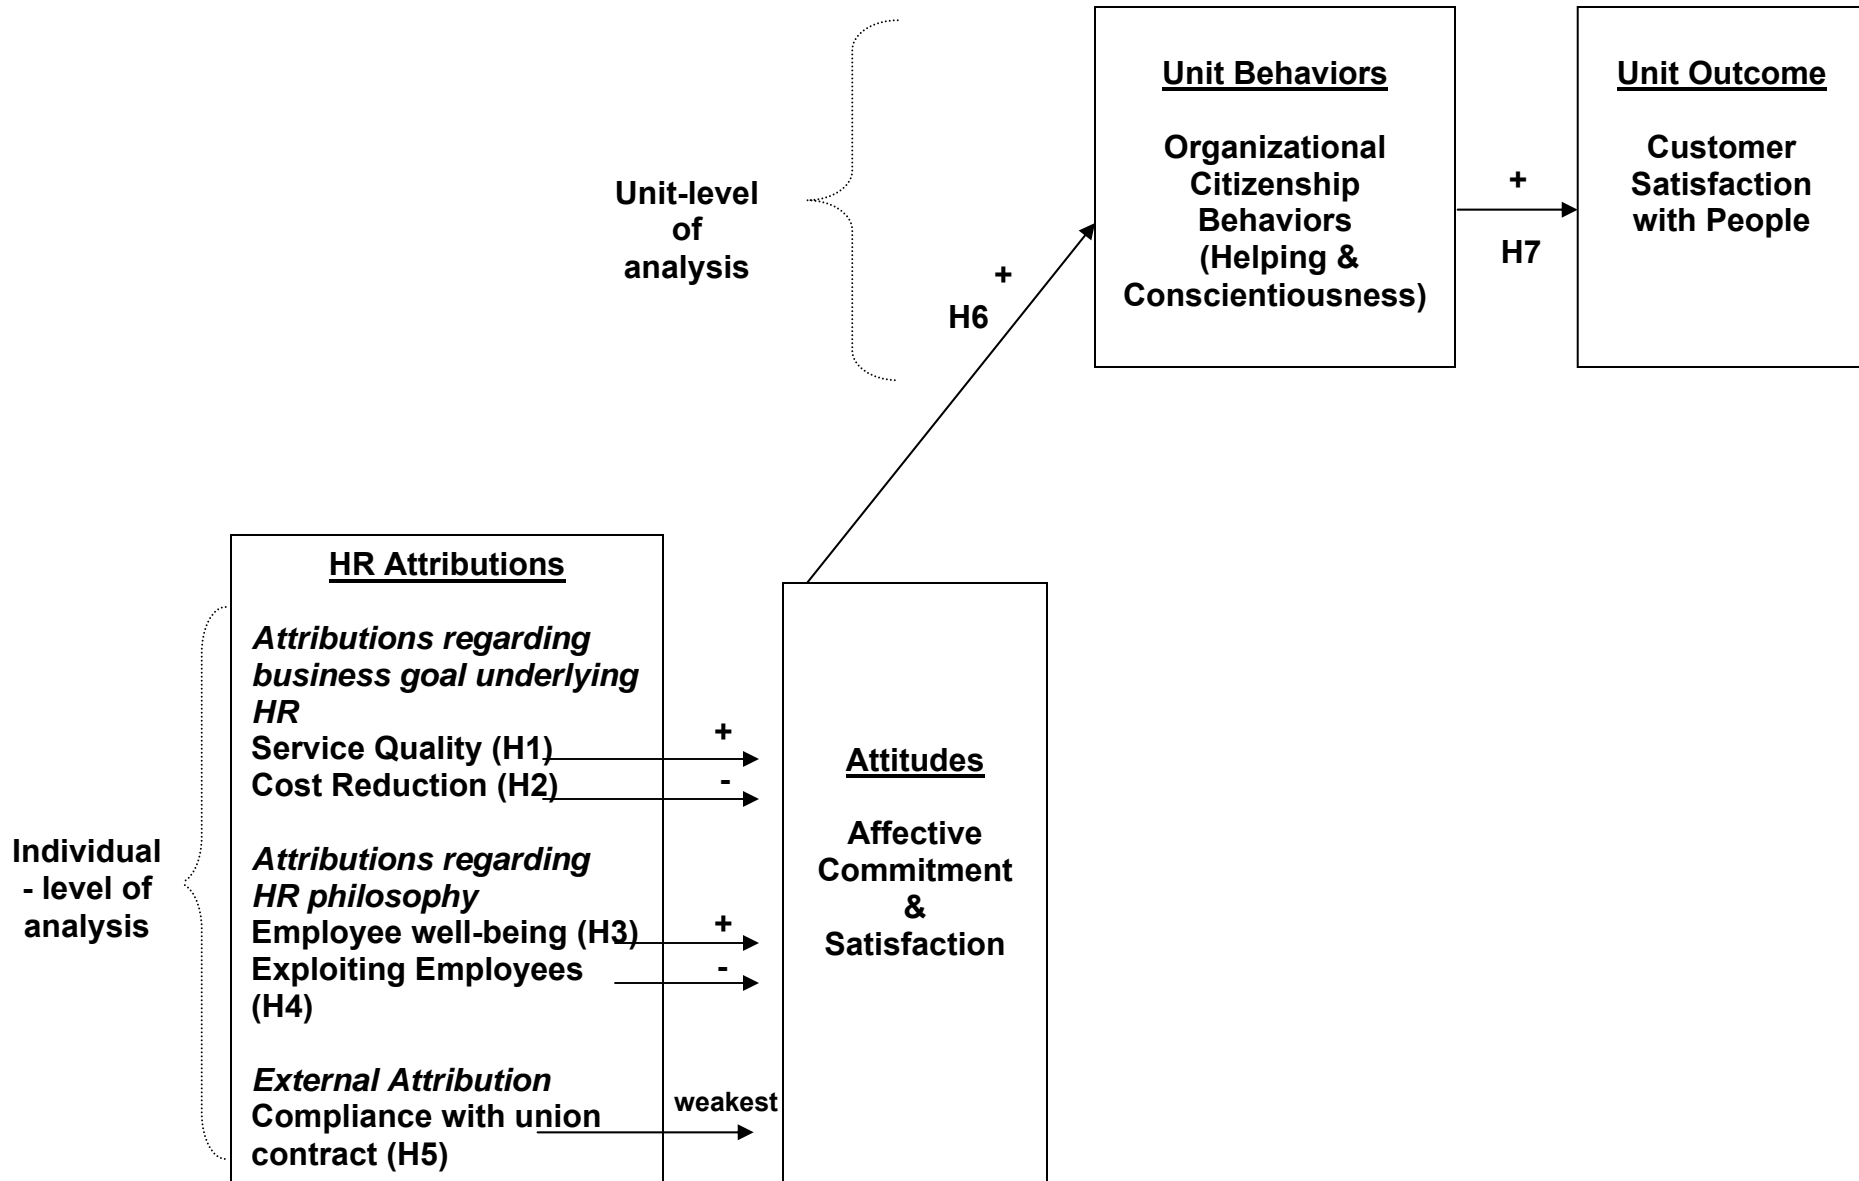 Unit-level
of
analysis
Unit Behaviors
Organizational
Citizenship
Behaviors
(Helping &
Conscientiousness)
+
H7
Unit Outcome
Customer
Satisfaction
with People
+
H6
Individual
- level of
analysis
HR Attributions
Attributions regarding
business goal underlying
HR
Service Quality (H1)
Cost Reduction (H2)
Attributions regarding
HR philosophy
Employee well-being (H3)
Exploiting Employees
(H4)
External Attribution
Compliance with union
contract (H5)
+
-
+
-
weakest
Attitudes
Affective
Commitment
&
Satisfaction